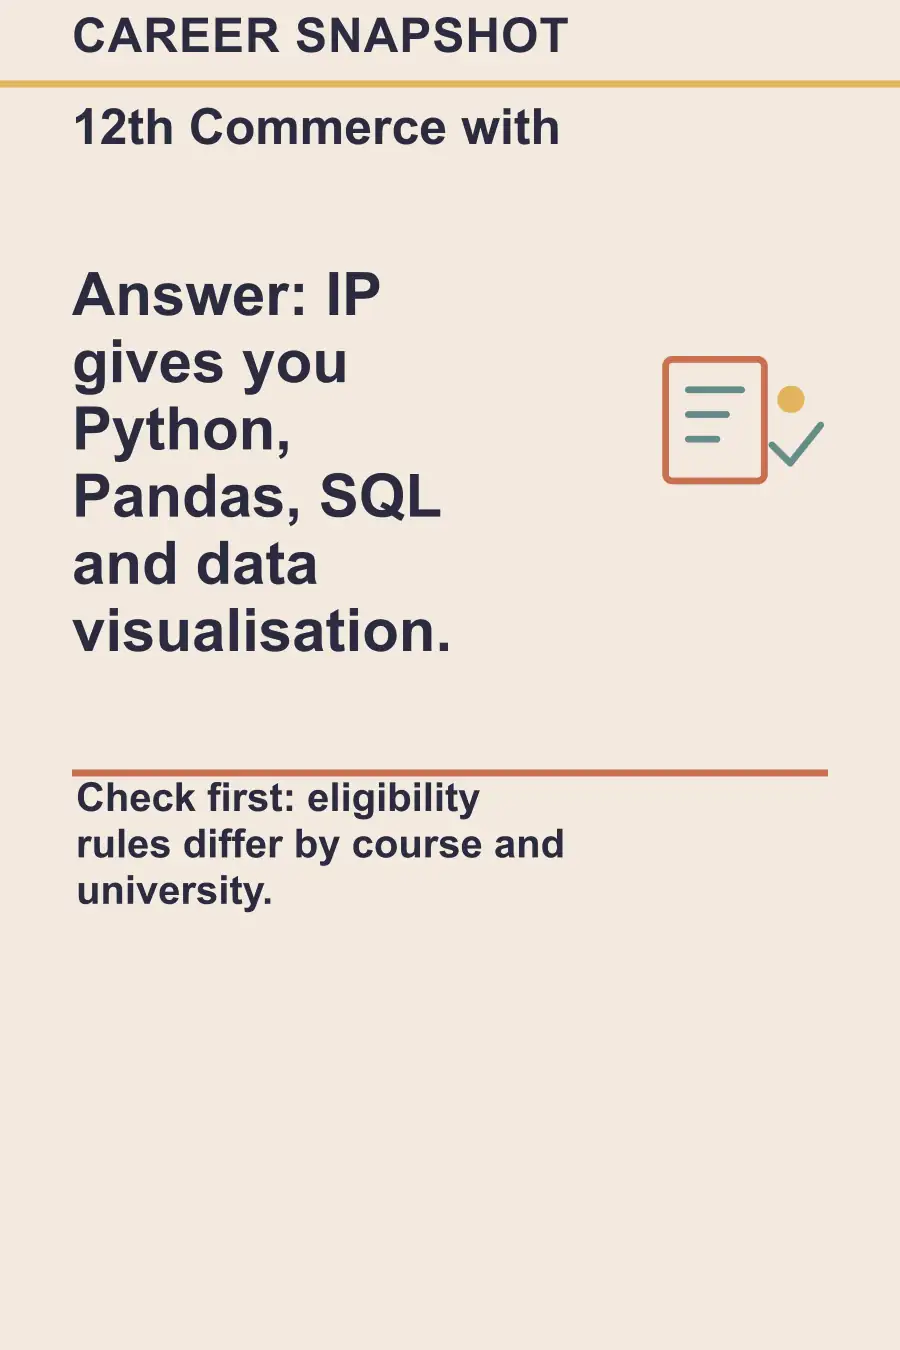 CAREER SNAPSHOT
12th Commerce with
Answer: IP
gives you
Python,
Pandas, SQL
and data
visualisation.
Check first: eligibility
rules differ by course and
university.